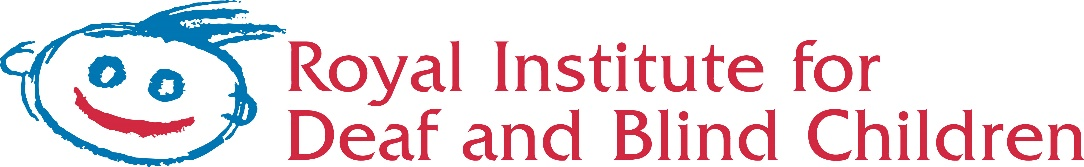 Royal Institute for
Deaf and Blind Children